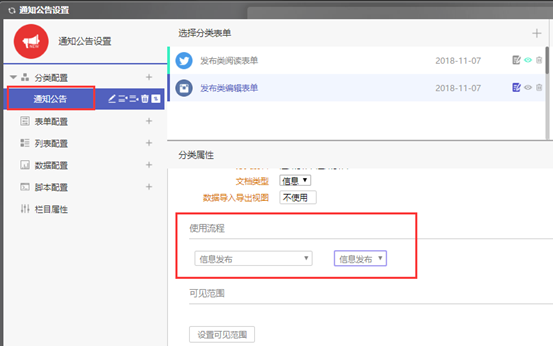 通知公告设置
通知公告设置
分类配置
通知公告
表单配置
列表配置
数据配置
脚本配置
栏目属性
选择分类表单
发布类阅读表单 2018-11-07
发布类编辑表单 2018-11-07
分类属性
文档类型 信息
数据导入导出视图 不使用
使用流程
信息发布 信息发布
可见范围
设置可见范围